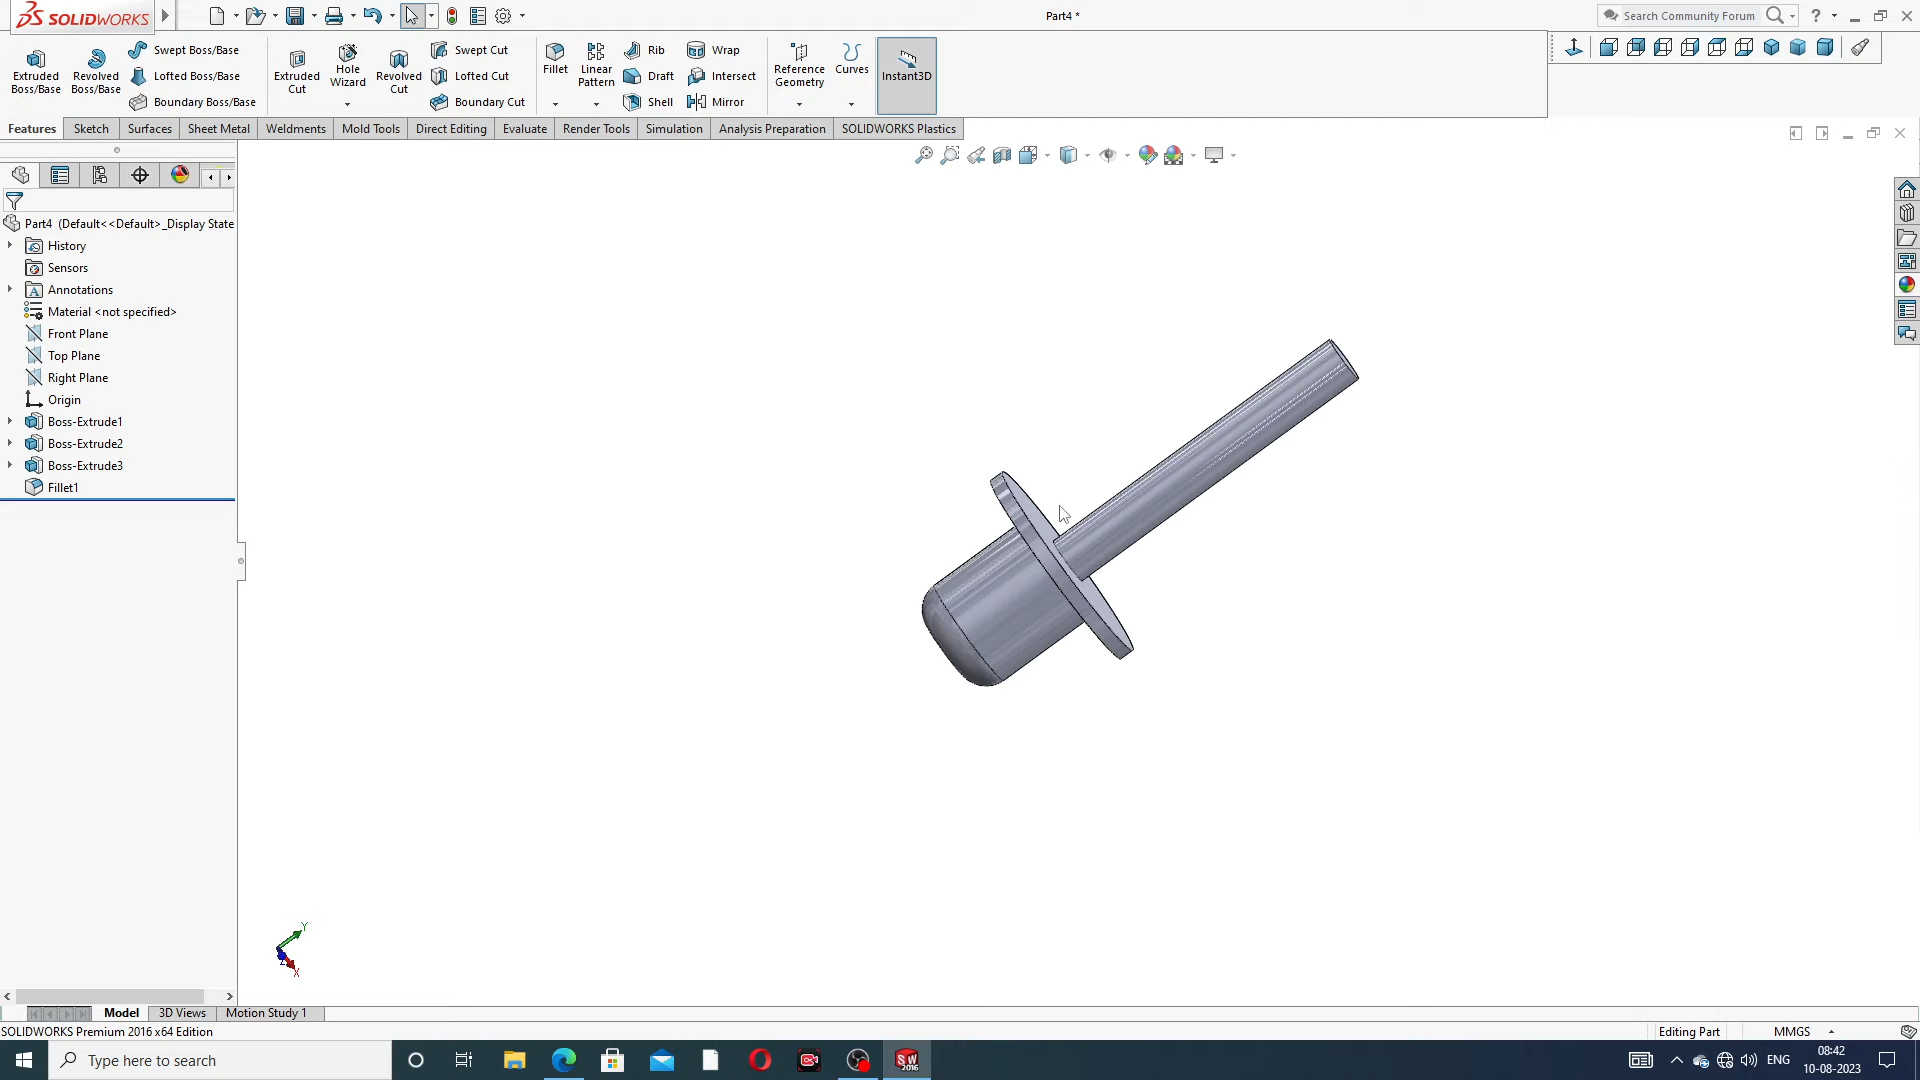 SOLIDWORKS
Part4 *
Search Community Forum
Extruded Boss/Base
Revolved Boss/Base
Swept Boss/Base
Lofted Boss/Base
Boundary Boss/Base
Extruded Cut
Hole Wizard
Revolved Cut
Swept Cut
Lofted Cut
Boundary Cut
Fillet
Linear Pattern
Rib
Draft
Shell
Wrap
Intersect
Mirror
Reference Geometry
Curves
Instant3D
Features
Sketch
Surfaces
Sheet Metal
Weldments
Mold Tools
Direct Editing
Evaluate
Render Tools
Simulation
Analysis Preparation
SOLIDWORKS Plastics
Part4 (Default<<Default>_Display State
History
Sensors
Annotations
Material <not specified>
Front Plane
Top Plane
Right Plane
Origin
Boss-Extrude1
Boss-Extrude2
Boss-Extrude3
Fillet1
Y
Z
X
Model
3D Views
Motion Study 1
SOLIDWORKS Premium 2016 x64 Edition
Editing Part
MMGS
Type here to search
SW
2016
ENG
08:42
10-08-2023